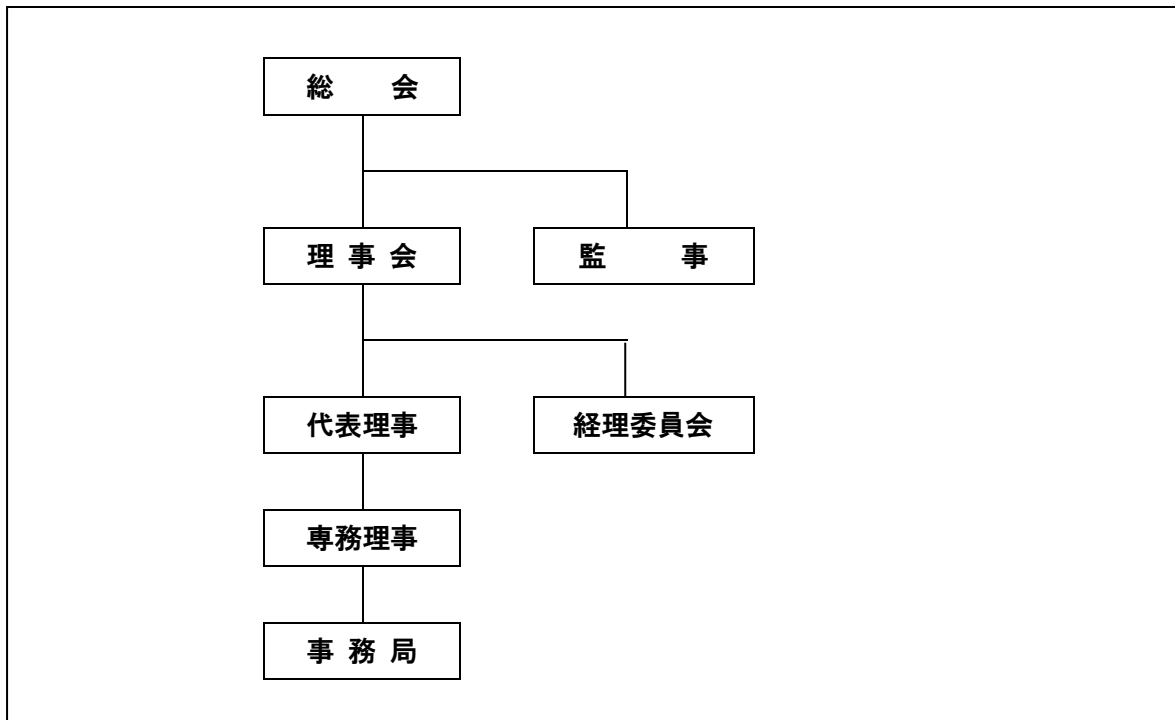 総　　会
理 事 会
監　　事
代表理事
経理委員会
専務理事
事 務 局